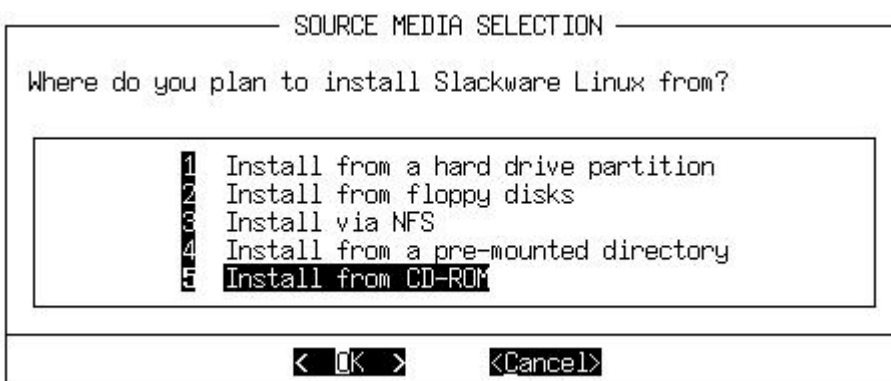 SOURCE MEDIA SELECTION
Where do you plan to install Slackware Linux from?
1 Install from a hard drive partition
2 Install from floppy disks
3 Install via NFS
4 Install from a pre-mounted directory
5 Install from CD-ROM
< OK > <Cancel>